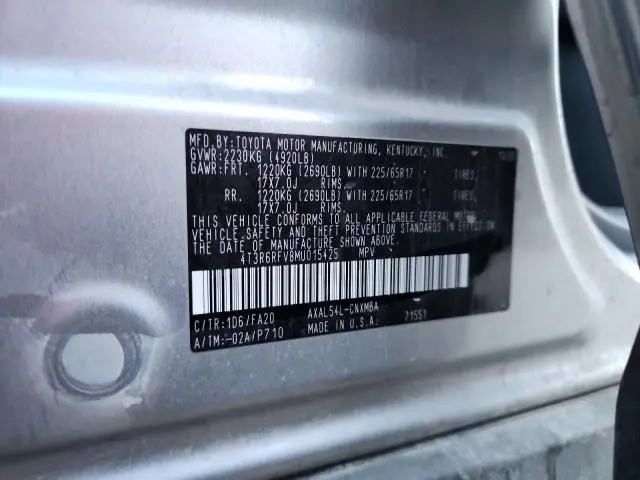 MFD.BY:TOYOTA MOTOR MANUFACTURING, KENTUCKY, INC.
GVWR:2230KG (4920LB)
GAWR:FRT. 1220KG (2690LB) WITH 225/65R17 TIRES,
17X7.0J RIMS,
RR. 1220KG (2690LB) WITH 225/65R17 TIRES,
17X7.0J RIMS,
THIS VEHICLE CONFORMS TO ALL APPLICABLE FEDERAL MOTOR
VEHICLE SAFETY AND THEFT PREVENTION STANDARDS IN EFFECT
ON THE DATE OF MANUFACTURE SHOWN ABOVE.
4T3R6RFVBMU015425 MPV
C/TR:1D6/FA20 AXAL54L-CNXMBA
A/TM:-02A/P710 MADE IN U.S.A. 71551